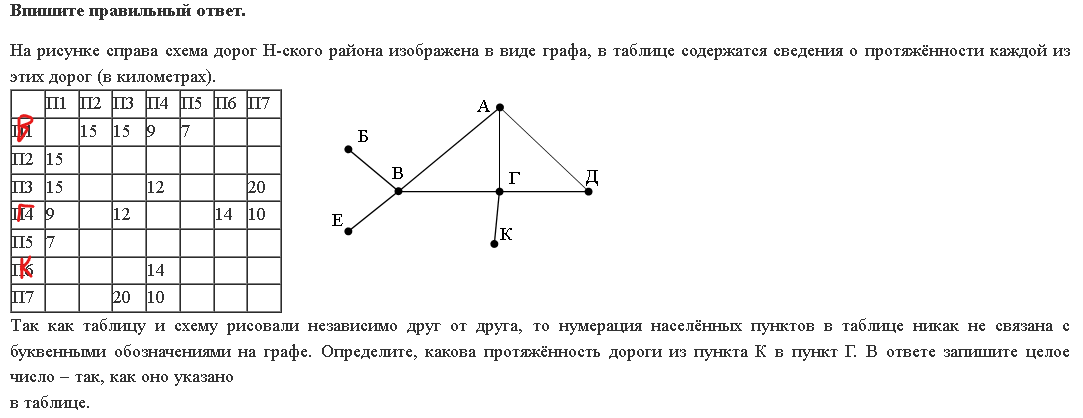 Впишите правильный ответ.
На рисунке справа схема дорог Н-ского района изображена в виде графа, в таблице содержатся сведения о протяжённости каждой из
этих дорог (в километрах).
П1 П2 П3 П4 П5 П6 П7
В 15 15 9 7
П2 15
П3 15 12 20
Г 9 12 14 10
П5 7
К 14
П7 20 10
А
Б
В
Г
Д
Е
К
Так как таблицу и схему рисовали независимо друг от друга, то нумерация населённых пунктов в таблице никак не связана с
буквенными обозначениями на графе. Определите, какова протяжённость дороги из пункта К в пункт Г. В ответе запишите целое
число – так, как оно указано
в таблице.